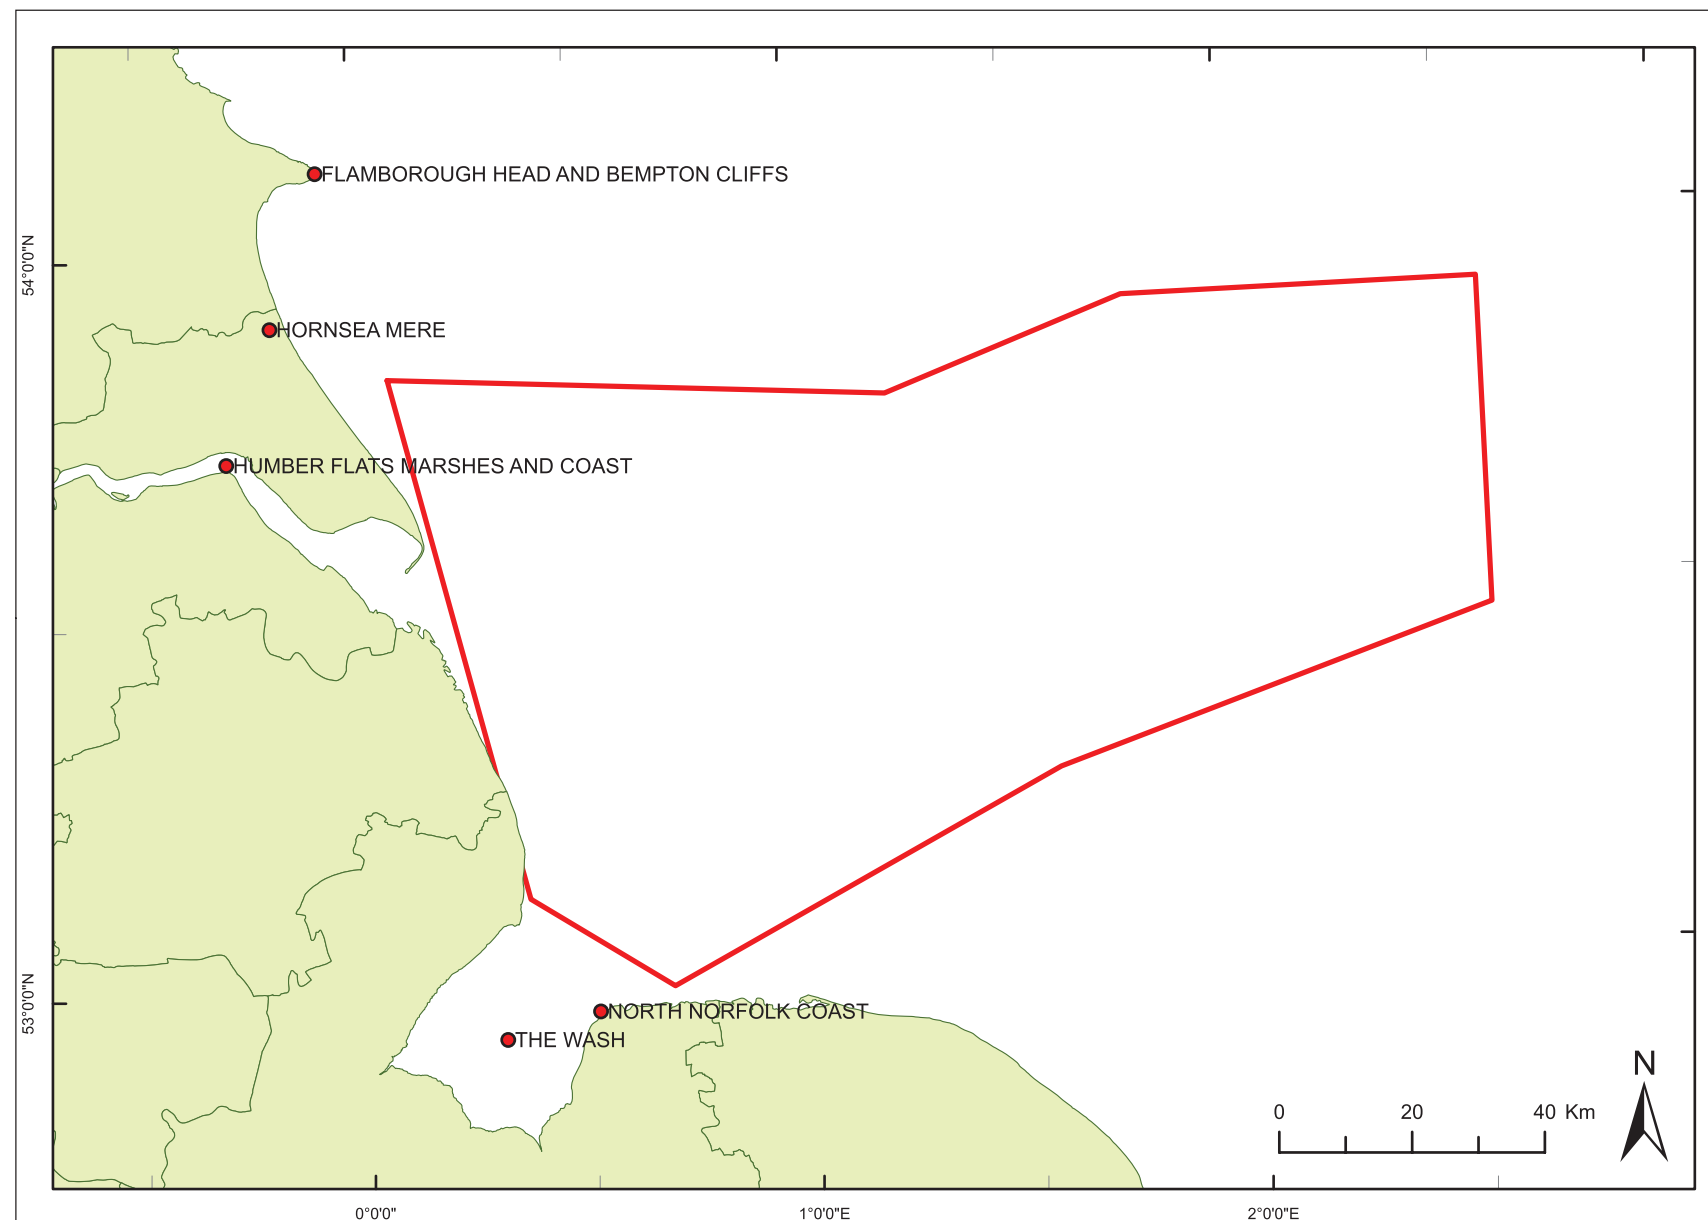 FLAMBOROUGH HEAD AND BEMPTON CLIFFS
54°0'0"N
HORNSEA MERE
HUMBER FLATS MARSHES AND COAST
53°0'0"N
NORTH NORFOLK COAST
THE WASH
N
0 20 40 Km
0°0'0" 1°0'0"E 2°0'0"E